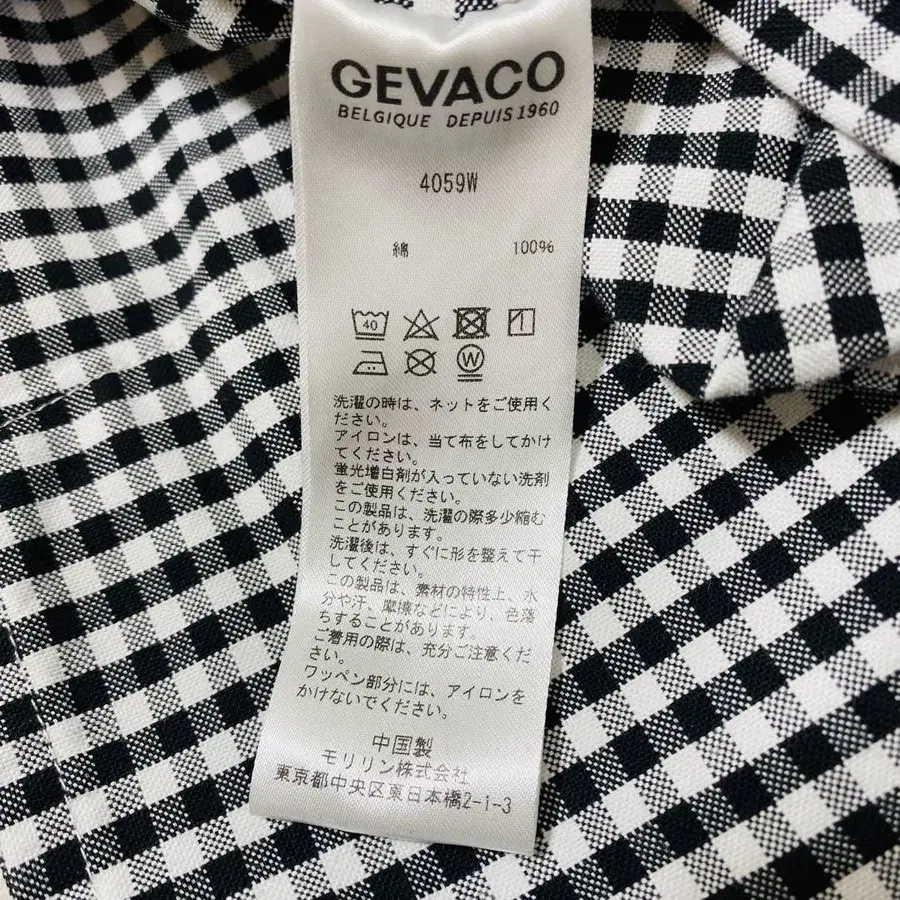 GEVACO
BELGIQUE DEPUIS 1960
4059W
綿 100%
40
W
洗濯の時は、ネットをご使用く
ださい。
アイロンは、当て布をしてかけ
てください。
蛍光増白剤が入っていない洗剤
をご使用ください。
この製品は、洗濯の際多少縮む
ことがあります。
洗濯後は、すぐに形を整えて干
してください。
この製品は、素材の特性上、水
分や汗、摩擦などにより、色落
ちすることがあります。
ご着用の際は、充分ご注意くだ
さい。
ワッペン部分には、アイロンを
かけないでください。
中国製
モリリン株式会社
東京都中央区東日本橋2-1-3